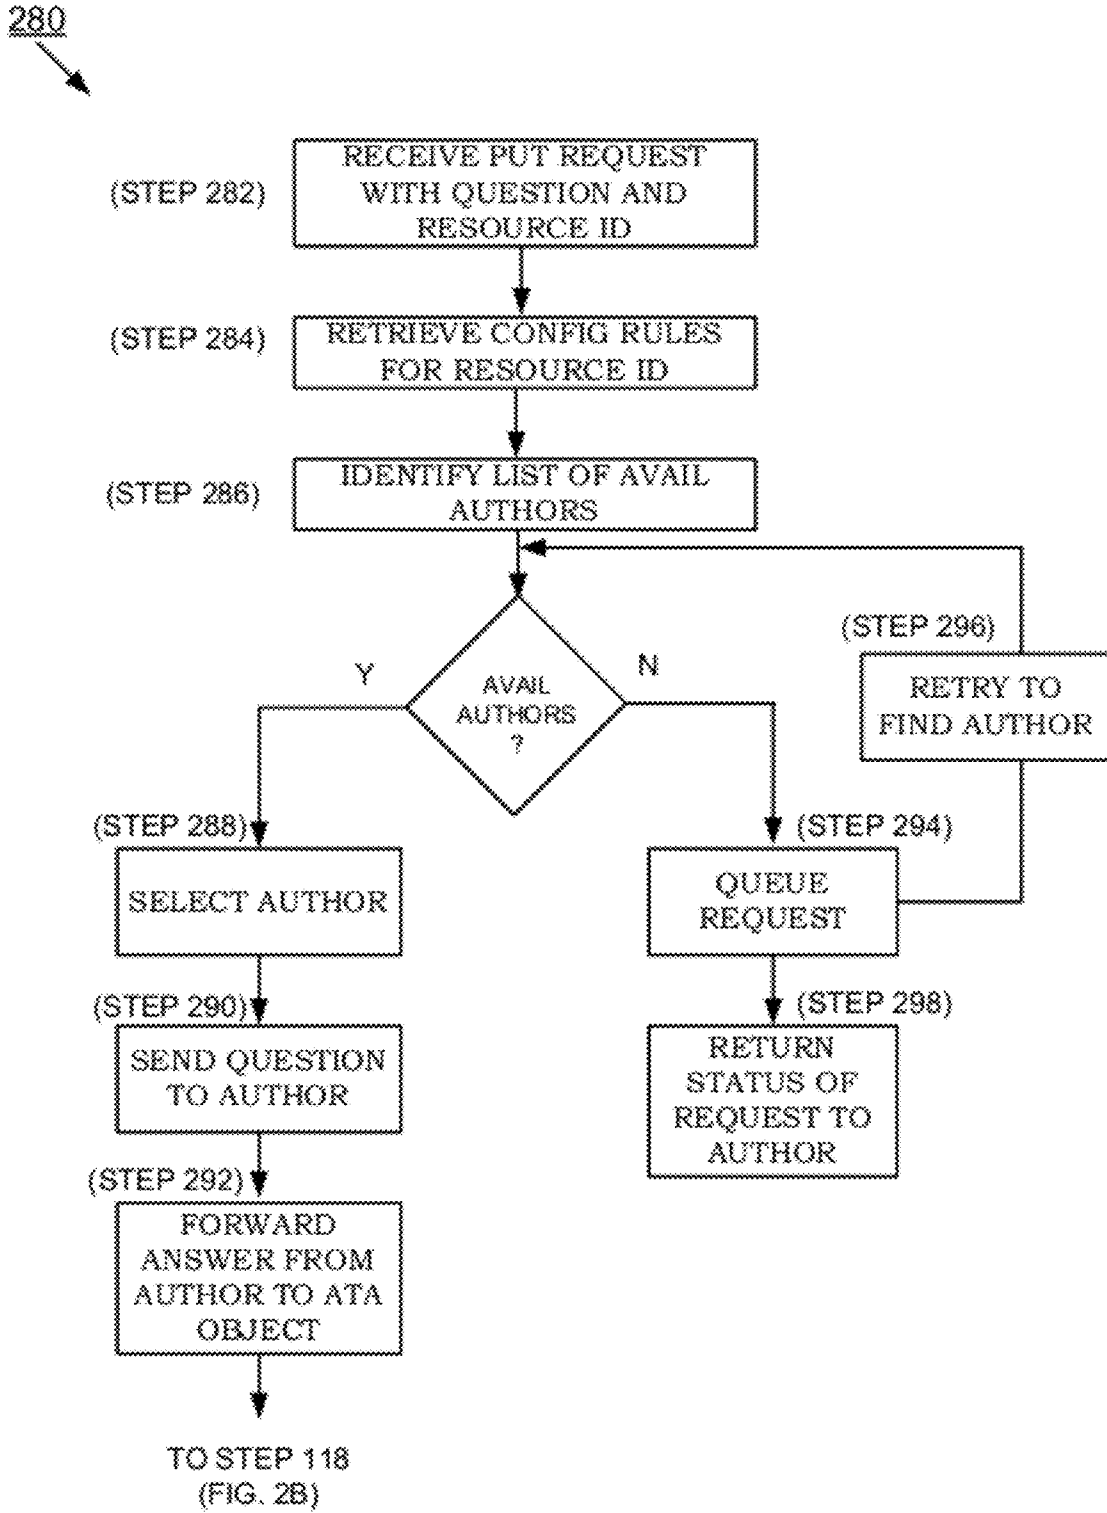 280
RECEIVE PUT REQUEST
(STEP 282)
WITH QUESTION AND
RESOURCE ID
(STEP 284)
RETRIEVE CONFIG RULES
FOR RESOURCE ID
(STEP 286)
IDENTIFY LIST OF AVAIL
AUTHORS
(STEP 296)
RETRY TO
FIND AUTHOR
Y
N
AVAIL
AUTHORS
?
(STEP 288)
SELECT AUTHOR
(STEP 294)
QUEUE
REQUEST
(STEP 290)
SEND QUESTION
TO AUTHOR
(STEP 298)
RETURN
STATUS OF
REQUEST TO
AUTHOR
(STEP 292)
FORWARD
ANSWER FROM
AUTHOR TO ATA
OBJECT
TO STEP 118
(FIG. 2B)